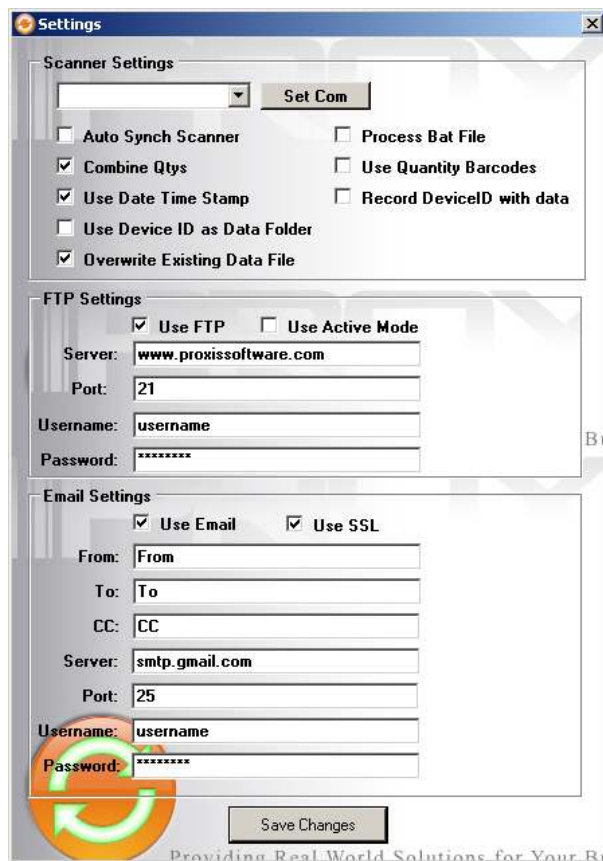 Settings
Scanner Settings
Set Com
Auto Synch Scanner
Process Bat File
Combine Qtys
Use Quantity Barcodes
Use Date Time Stamp
Record DeviceID with data
Use Device ID as Data Folder
Overwrite Existing Data File
FTP Settings
Use FTP
Use Active Mode
Server: www.proxissoftware.com
Port: 21
Username: username
Password: ********
Email Settings
Use Email
Use SSL
From: From
To: To
CC: CC
Server: smtp.gmail.com
Port: 25
Username: username
Password: ********
Save Changes
Providing Real World Solutions for Your